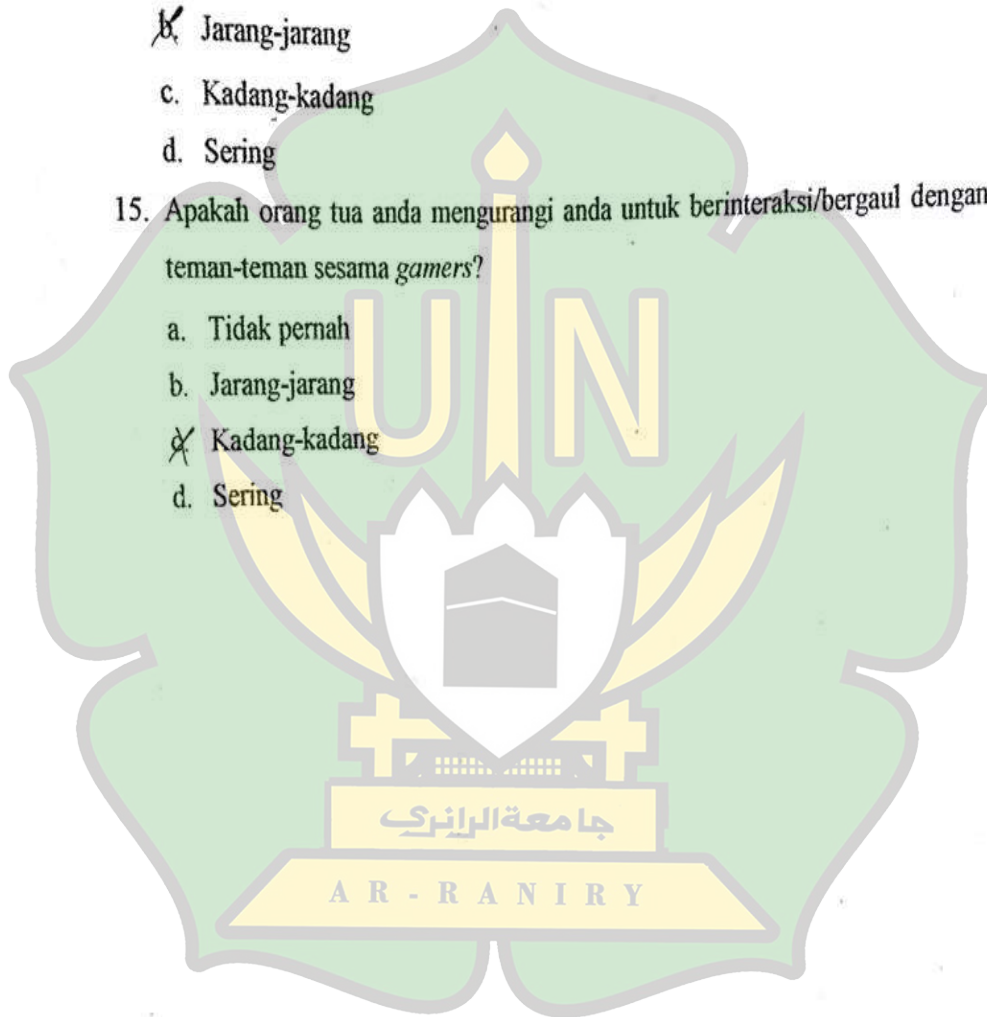 b. Jarang-jarang
c. Kadang-kadang
d. Sering
15. Apakah orang tua anda mengurangi anda untuk berinteraksi/bergaul dengan
teman-teman sesama gamers?
a. Tidak pernah
b. Jarang-jarang
c. Kadang-kadang
d. Sering
UIN
جامعة الرانري
AR-RANIRY